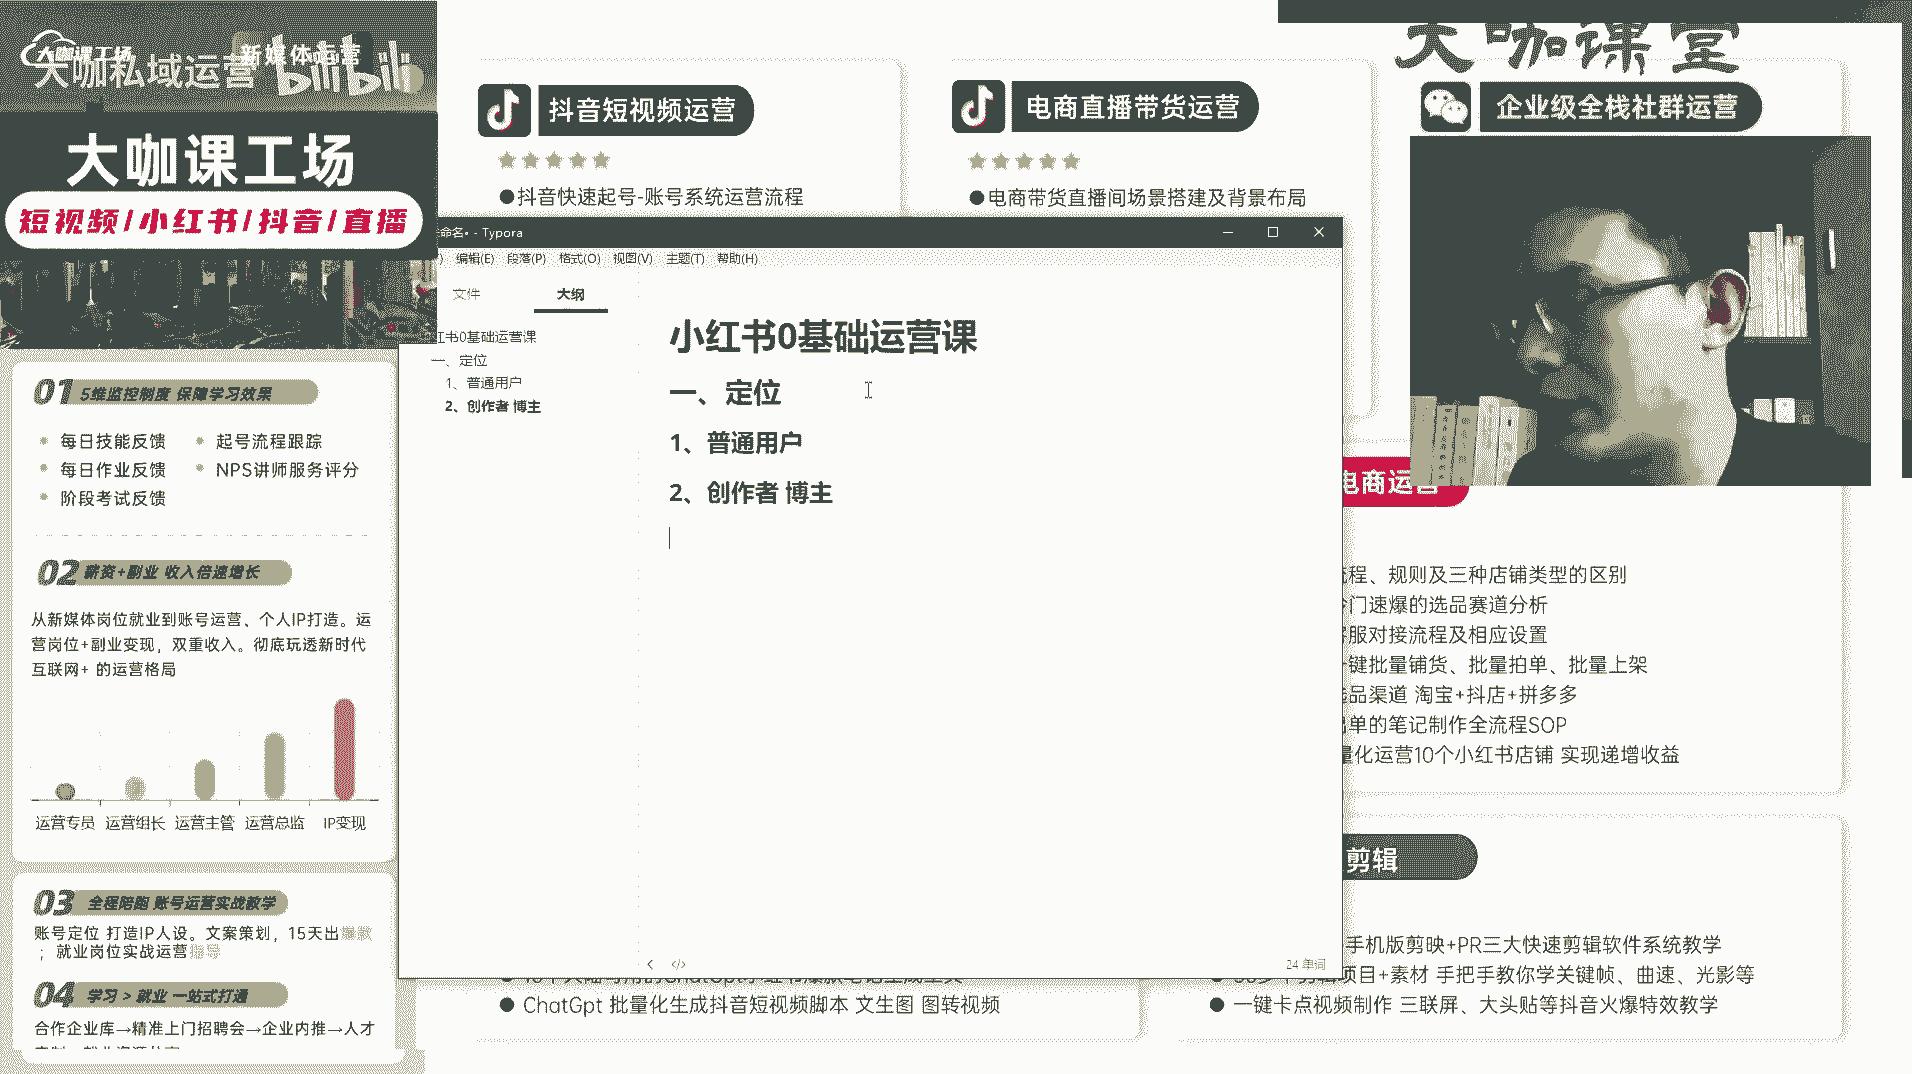 大咖课工场
大咖私域运营
新媒体运营
bilibili
大咖课工场
短视频/小红书/抖音/直播
01 5维监控制度 保障学习效果
每日技能反馈
起号流程跟踪
每日作业反馈
NPS讲师服务评分
阶段考试反馈
02 薪资+副业 收入倍速增长
从新媒体岗位就业到账号运营、个人IP打造。运
营岗位+副业变现，双重收入。彻底玩透新时代
互联网+ 的运营格局
运营专员 运营组长 运营主管 运营总监 IP变现
03 全程陪跑 账号运营实战教学
账号定位 打造IP人设。文案策划，15天出爆款
；就业岗位实战运营指导
04 学习 > 就业 一站式打通
合作企业库→精准上门招聘会→企业内推→人才
抖音短视频运营
●抖音快速起号-账号系统运营流程
电商直播带货运营
●电商带货直播间场景搭建及背景布局
大咖课堂
企业级全栈社群运营
命名• - Typora
编辑(E) 段落(P) 格式(O) 视图(V) 主题(T) 帮助(H)
文件 大纲
红书0基础运营课
一、定位
1、普通用户
2、创作者 博主
小红书0基础运营课
一、定位
1、普通用户
2、创作者 博主
24 单词
电商运营
流程、规则及三种店铺类型的区别
冷门速爆的选品赛道分析
客服对接流程及相应设置
一键批量铺货、批量拍单、批量上架
选品渠道 淘宝+抖店+拼多多
出单的笔记制作全流程SOP
量化运营10个小红书店铺 实现递增收益
剪辑
手机版剪映+PR三大快速剪辑软件系统教学
项目+素材 手把手教你学关键帧、曲速、光影等
● 一键卡点视频制作 三联屏、大头贴等抖音火爆特效教学
● ChatGpt 批量化生成抖音短视频脚本 文生图 图转视频